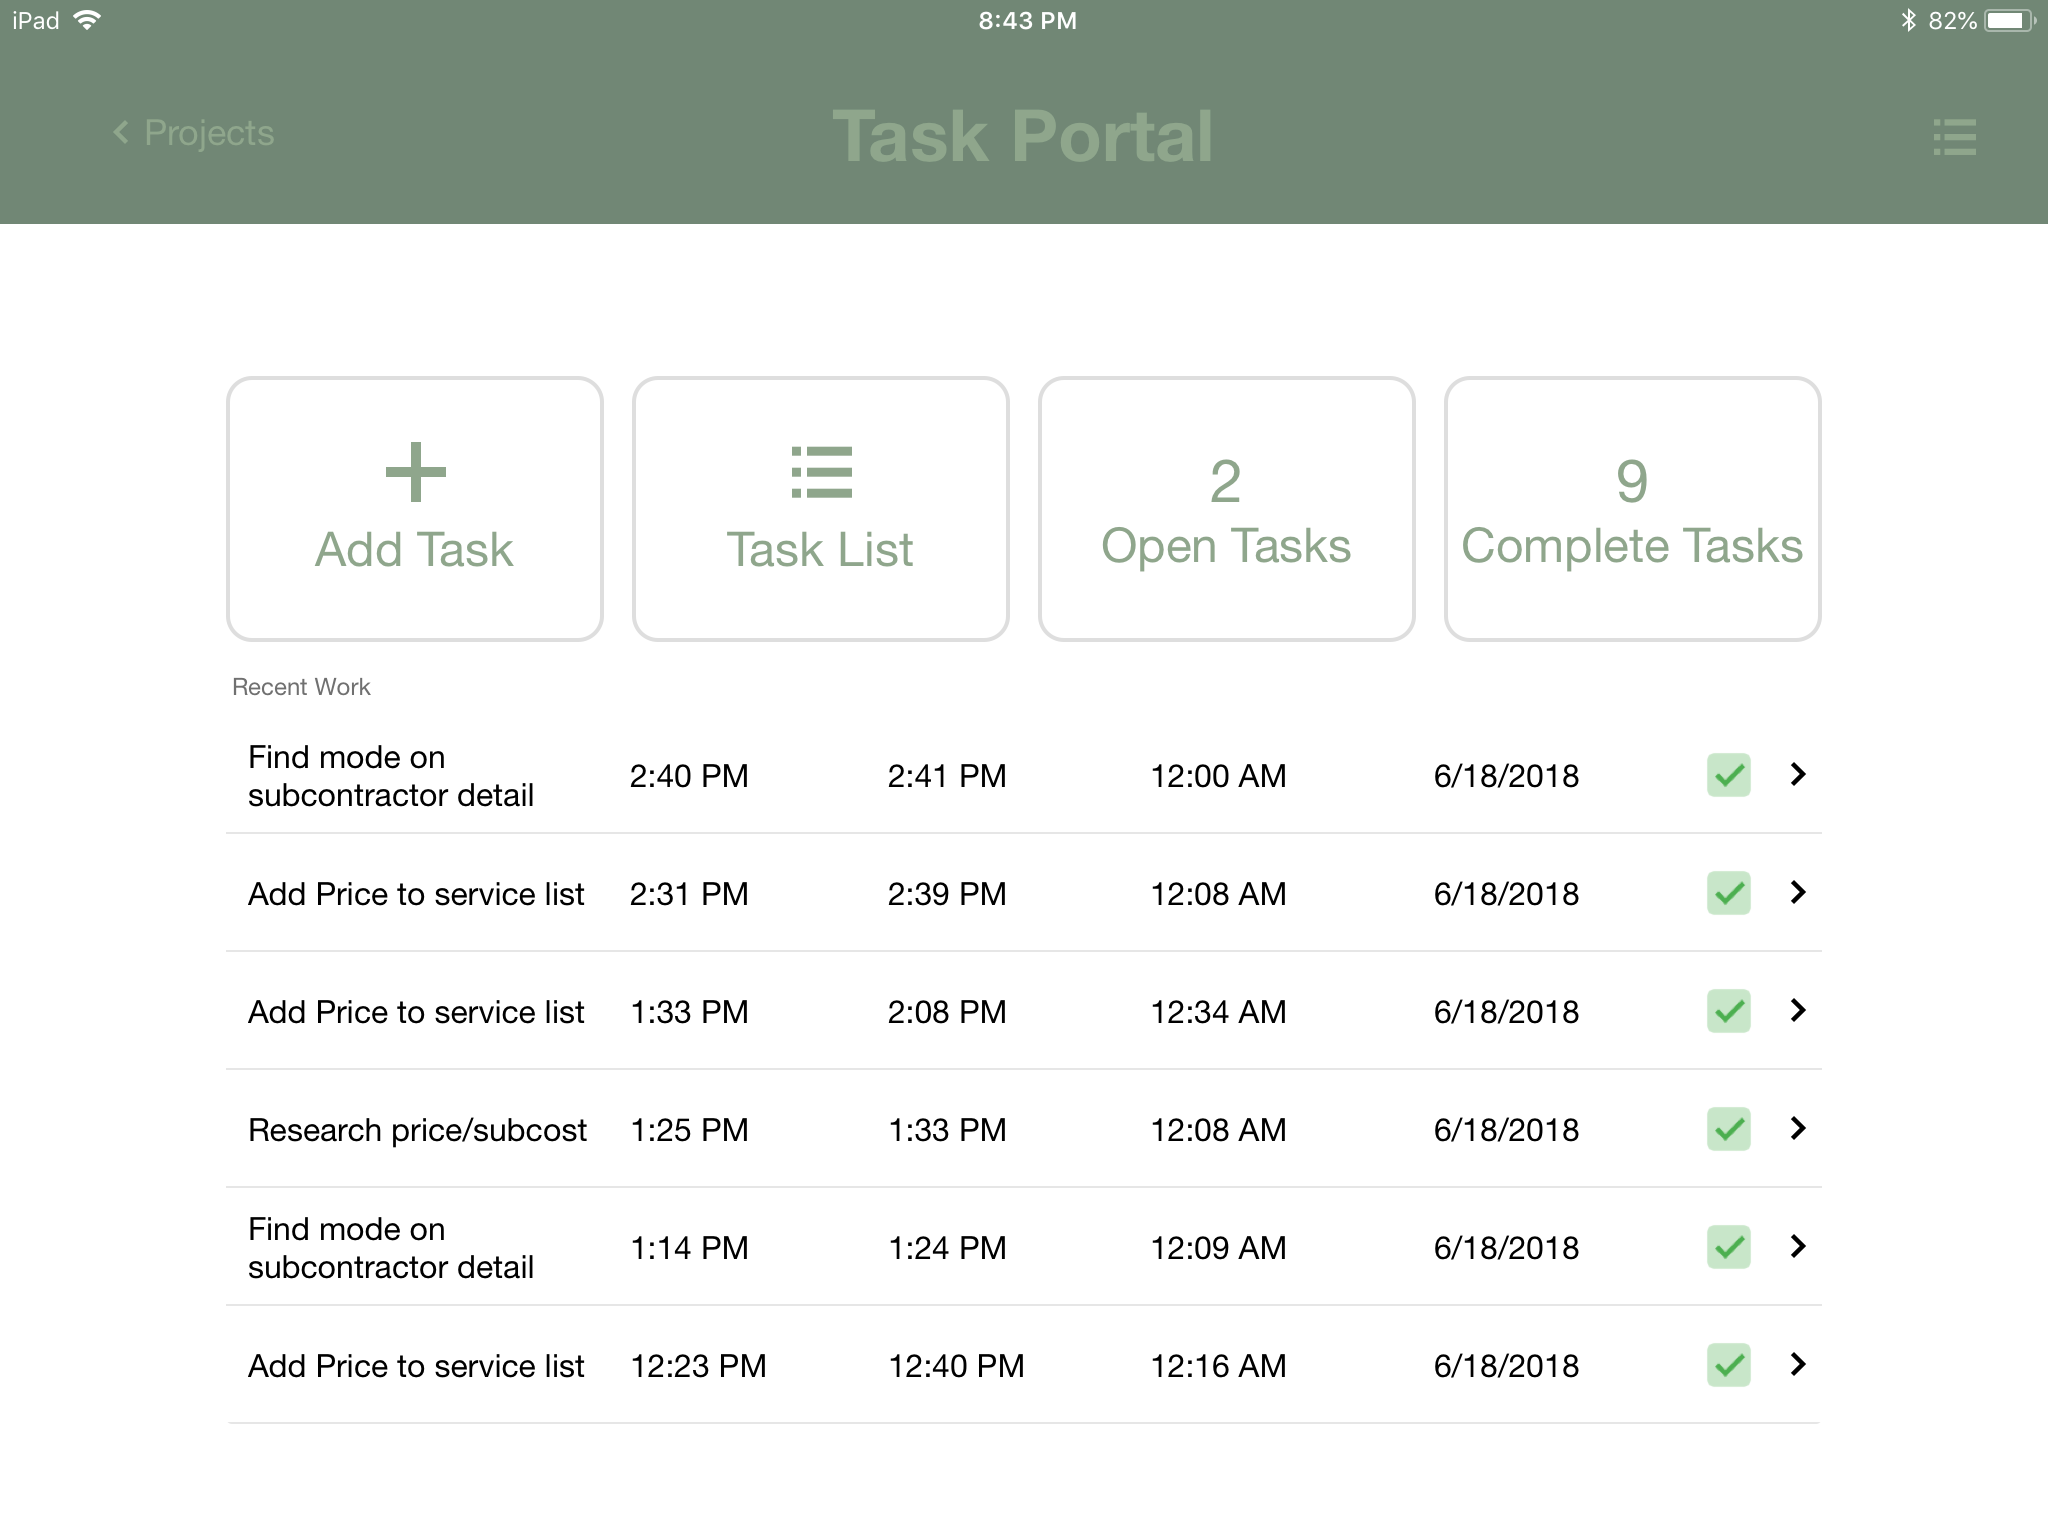 iPad 8:43 PM 82%
Projects Task Portal
Add Task Task List 2 Open Tasks 9 Complete Tasks
Recent Work
Find mode on
subcontractor detail 2:40 PM 2:41 PM 12:00 AM 6/18/2018
Add Price to service list 2:31 PM 2:39 PM 12:08 AM 6/18/2018
Add Price to service list 1:33 PM 2:08 PM 12:34 AM 6/18/2018
Research price/subcost 1:25 PM 1:33 PM 12:08 AM 6/18/2018
Find mode on
subcontractor detail 1:14 PM 1:24 PM 12:09 AM 6/18/2018
Add Price to service list 12:23 PM 12:40 PM 12:16 AM 6/18/2018